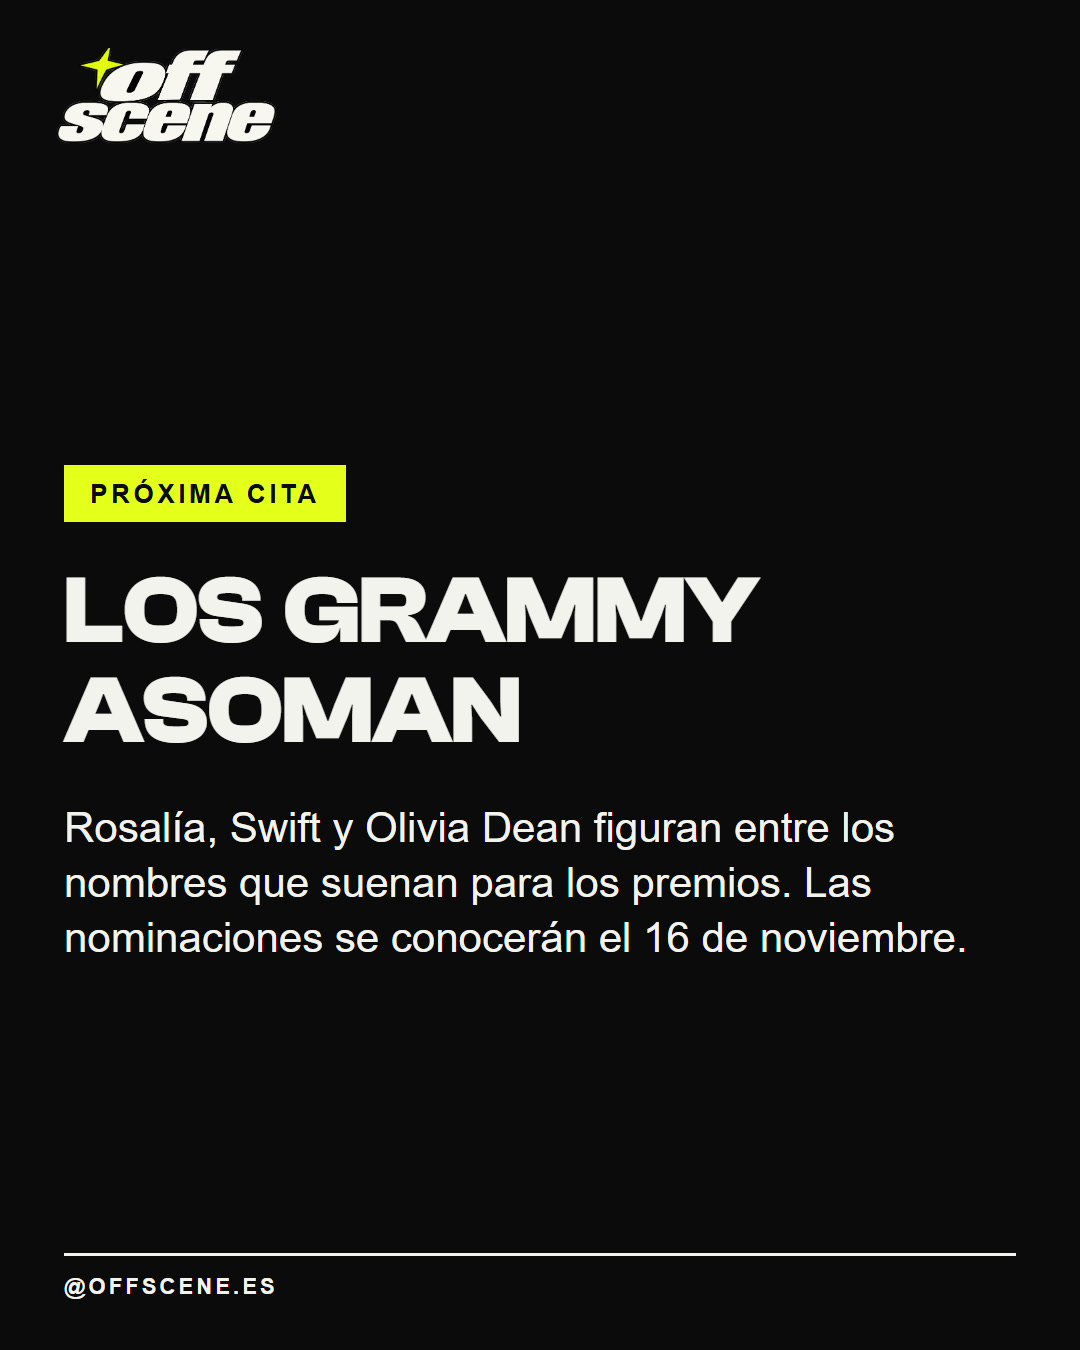 off
scene
PRÓXIMA CITA
LOS GRAMMY
ASOMAN
Rosalía, Swift y Olivia Dean figuran entre los
nombres que suenan para los premios. Las
nominaciones se conocerán el 16 de noviembre.
@OFFSCENE.ES